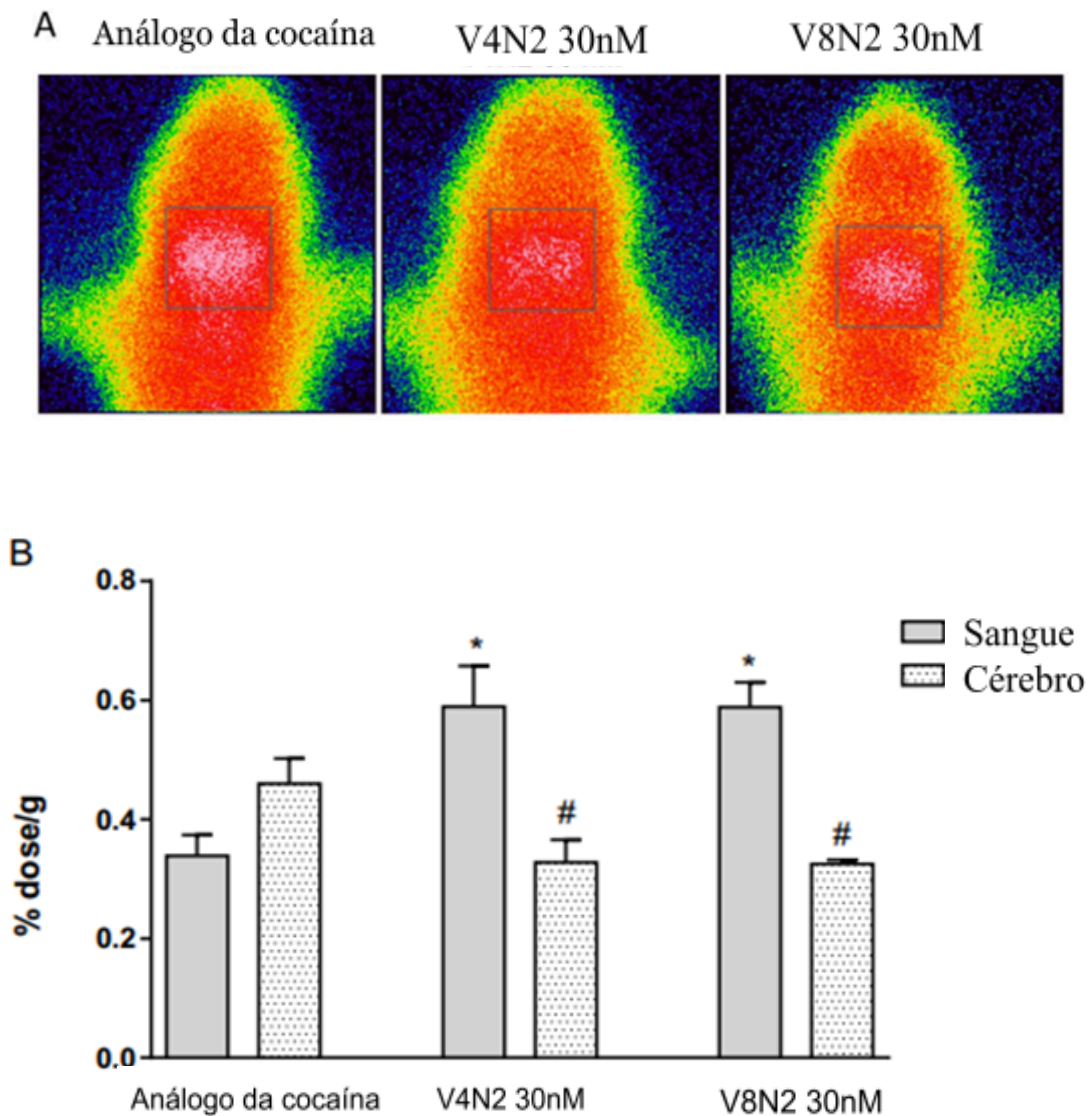 A
Análogo da cocaína
V4N2 30nM
V8N2 30nM
B
0.8
0.6
0.4
0.2
0.0
% dose/g
*
#
*
#
Sangue
Cérebro
Análogo da cocaína
V4N2 30nM
V8N2 30nM